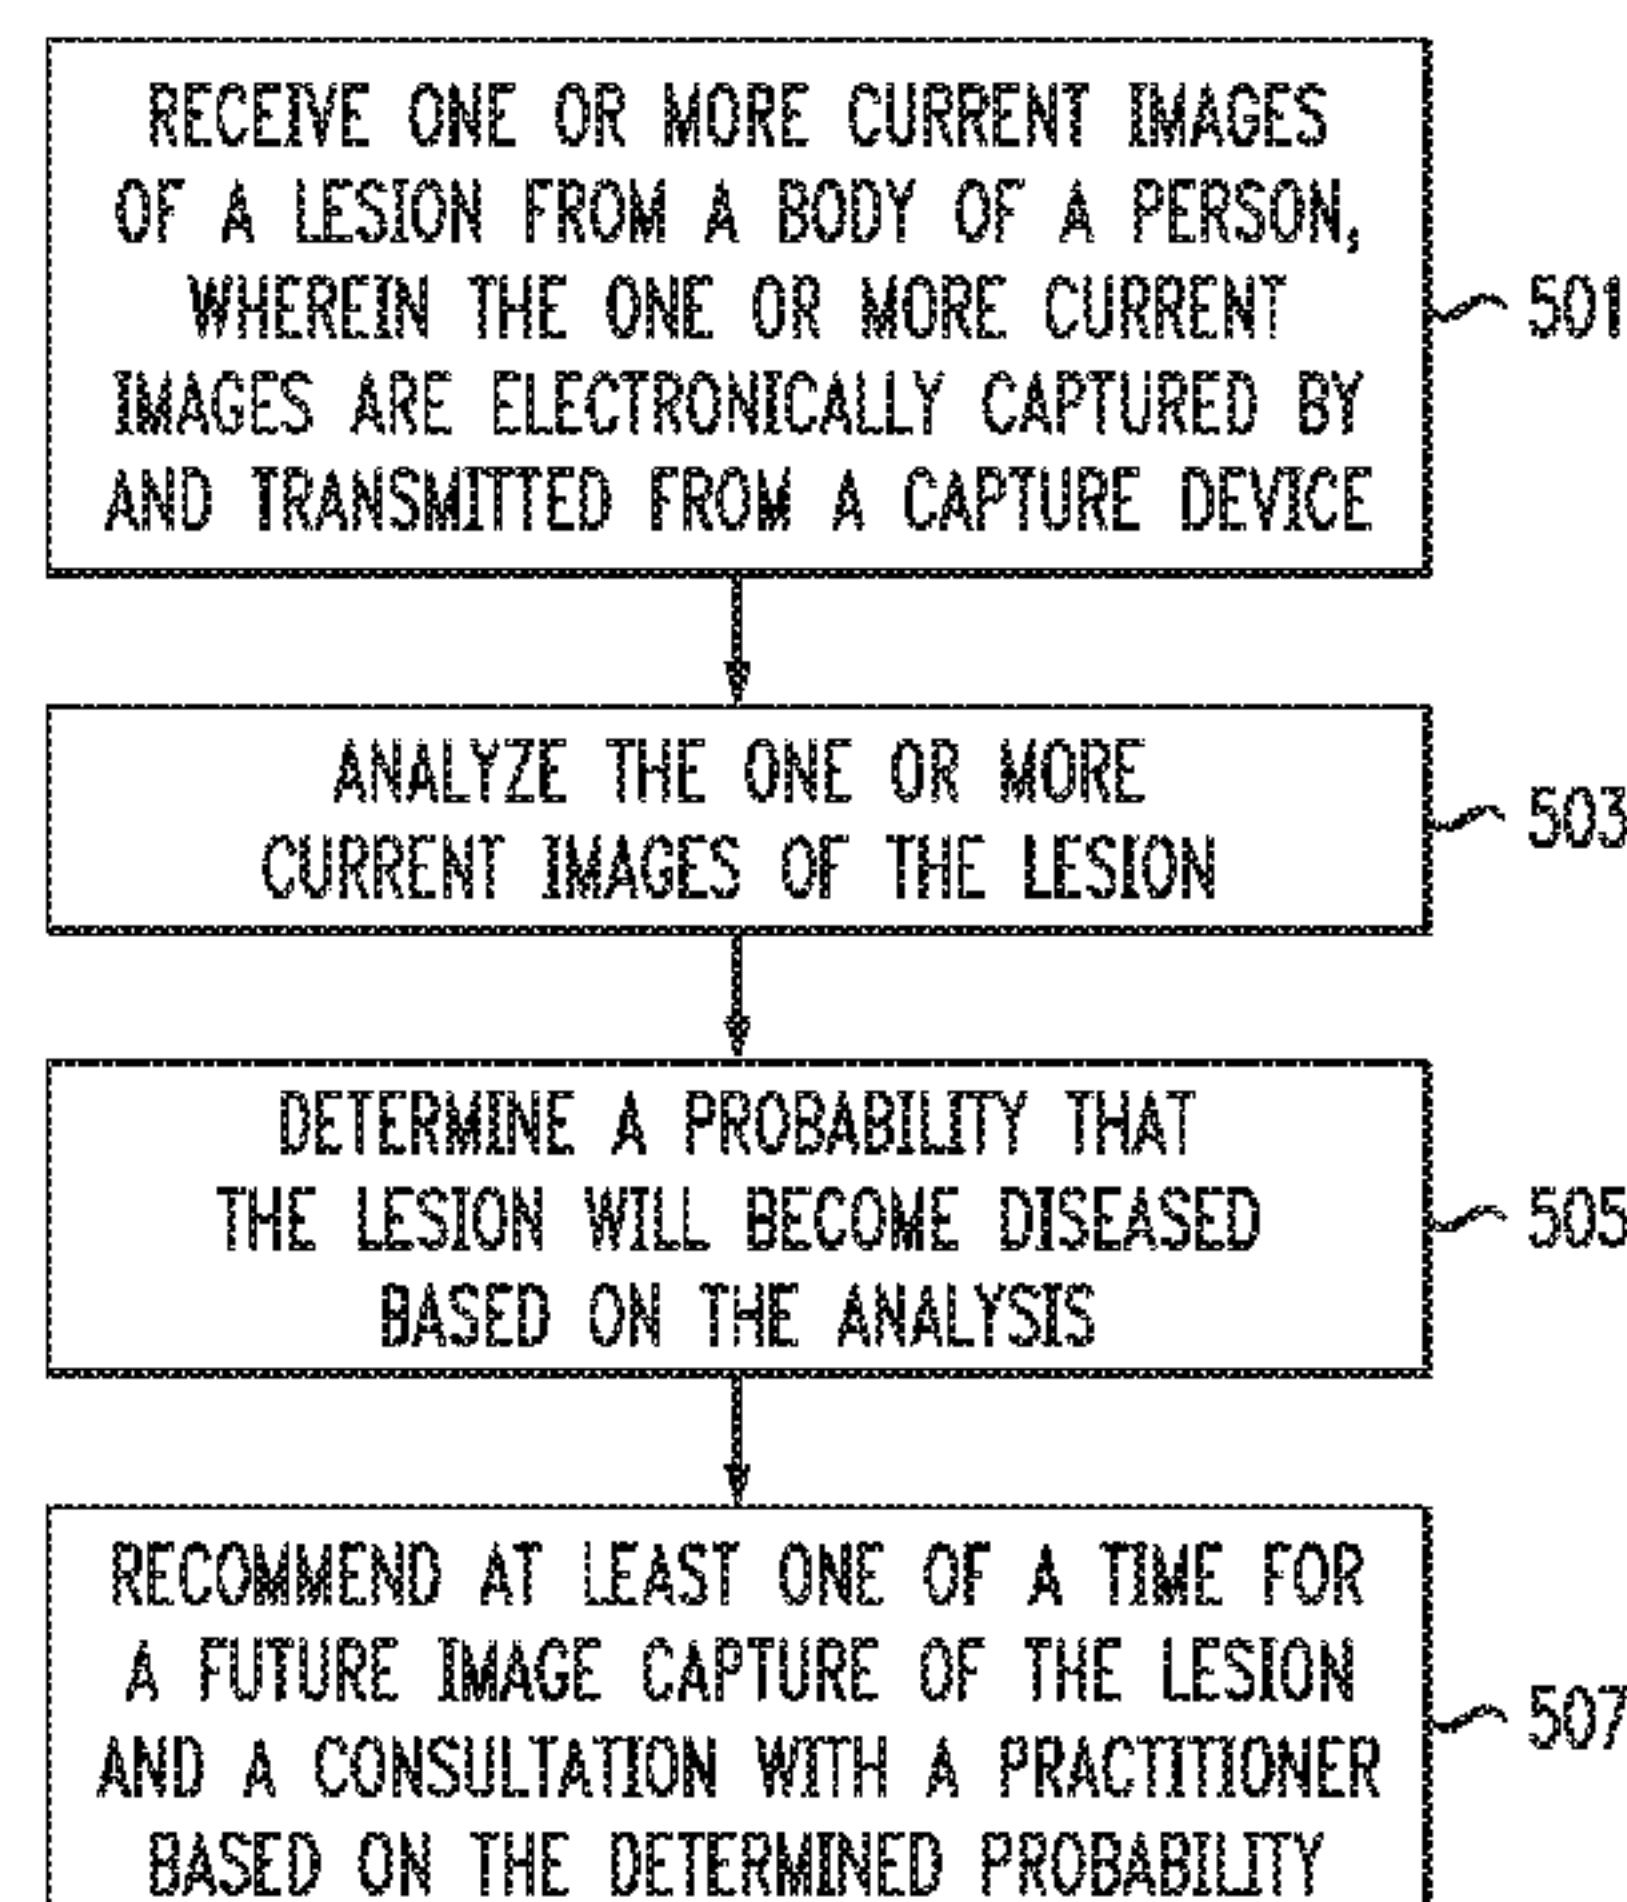 RECEIVE ONE OR MORE CURRENT IMAGES
OF A LESION FROM A BODY OF A PERSON,
WHEREIN THE ONE OR MORE CURRENT
IMAGES ARE ELECTRONICALLY CAPTURED BY
AND TRANSMITTED FROM A CAPTURE DEVICE
501
ANALYZE THE ONE OR MORE
CURRENT IMAGES OF THE LESION
503
DETERMINE A PROBABILITY THAT
THE LESION WILL BECOME DISEASED
BASED ON THE ANALYSIS
505
RECOMMEND AT LEAST ONE OF A TIME FOR
A FUTURE IMAGE CAPTURE OF THE LESION
AND A CONSULTATION WITH A PRACTITIONER
BASED ON THE DETERMINED PROBABILITY
507